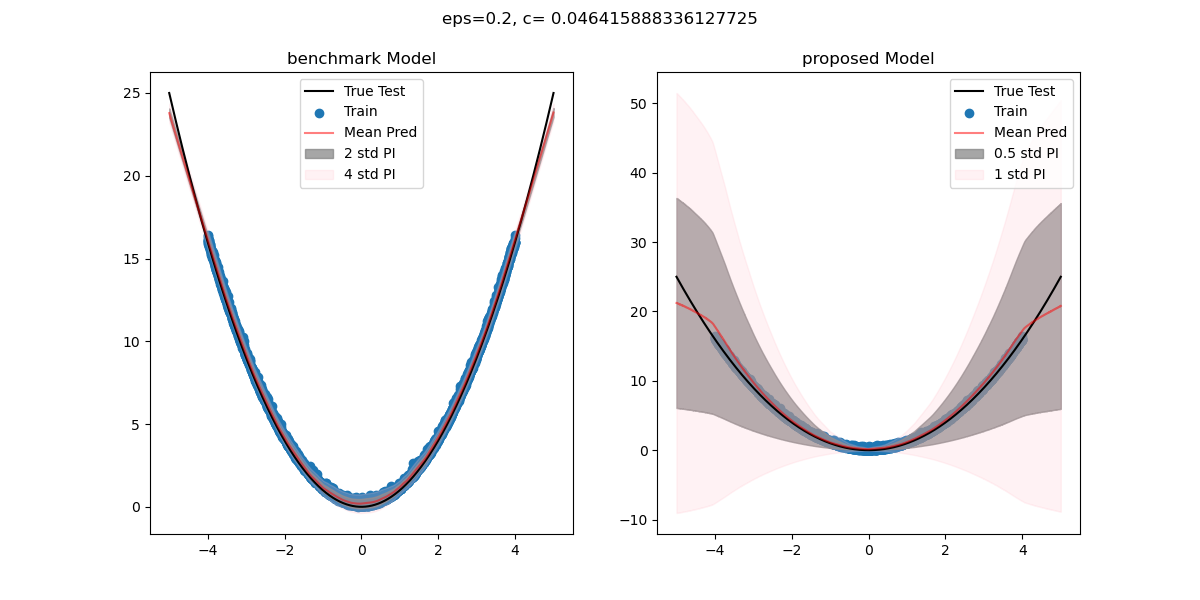 eps=0.2, c= 0.046415888336127725
benchmark Model
True Test
Train
Mean Pred
2 std PI
4 std PI
25
20
15
10
5
0
−4
−2
0
2
4
proposed Model
True Test
Train
Mean Pred
0.5 std PI
1 std PI
50
40
30
20
10
0
−10
−4
−2
0
2
4